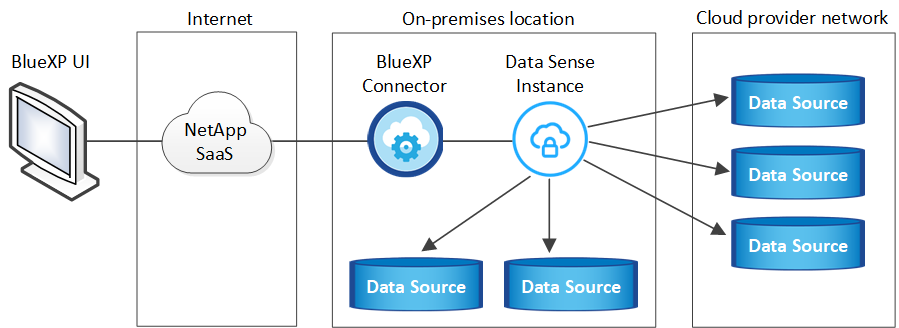 Internet
On-premises location
Cloud provider network
BlueXP UI
BlueXP
Connector
Data Sense
Instance
NetApp
SaaS
Data Source
Data Source
Data Source
Data Source
Data Source